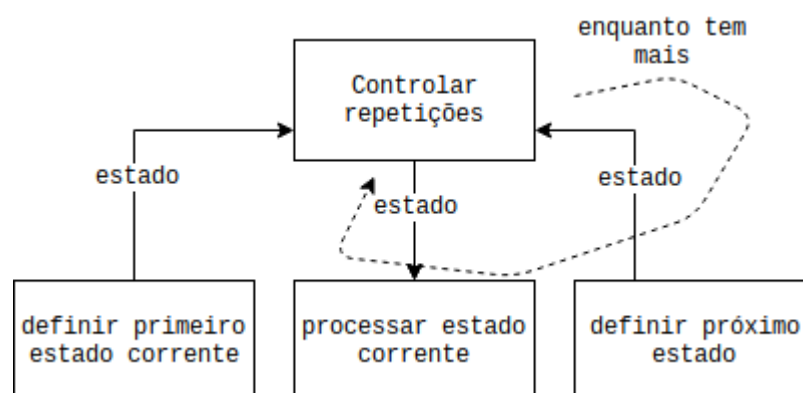 enquanto tem
mais
Controlar
repetições
estado
estado
estado
definir primeiro
estado corrente
processar estado
corrente
definir próximo
estado